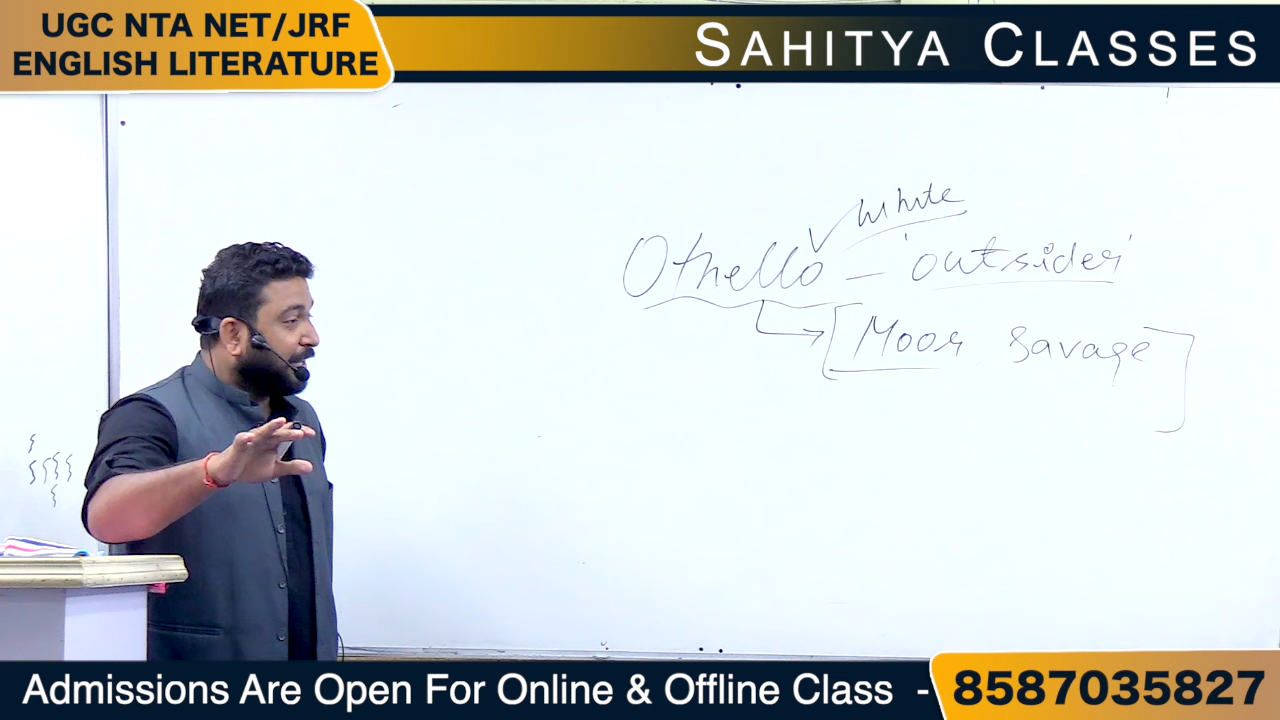 UGC NTA NET/JRF
ENGLISH LITERATURE
SAHITYA CLASSES
white
Othello – 'outsider'
[Moor Savage]
Admissions Are Open For Online & Offline Class - 8587035827